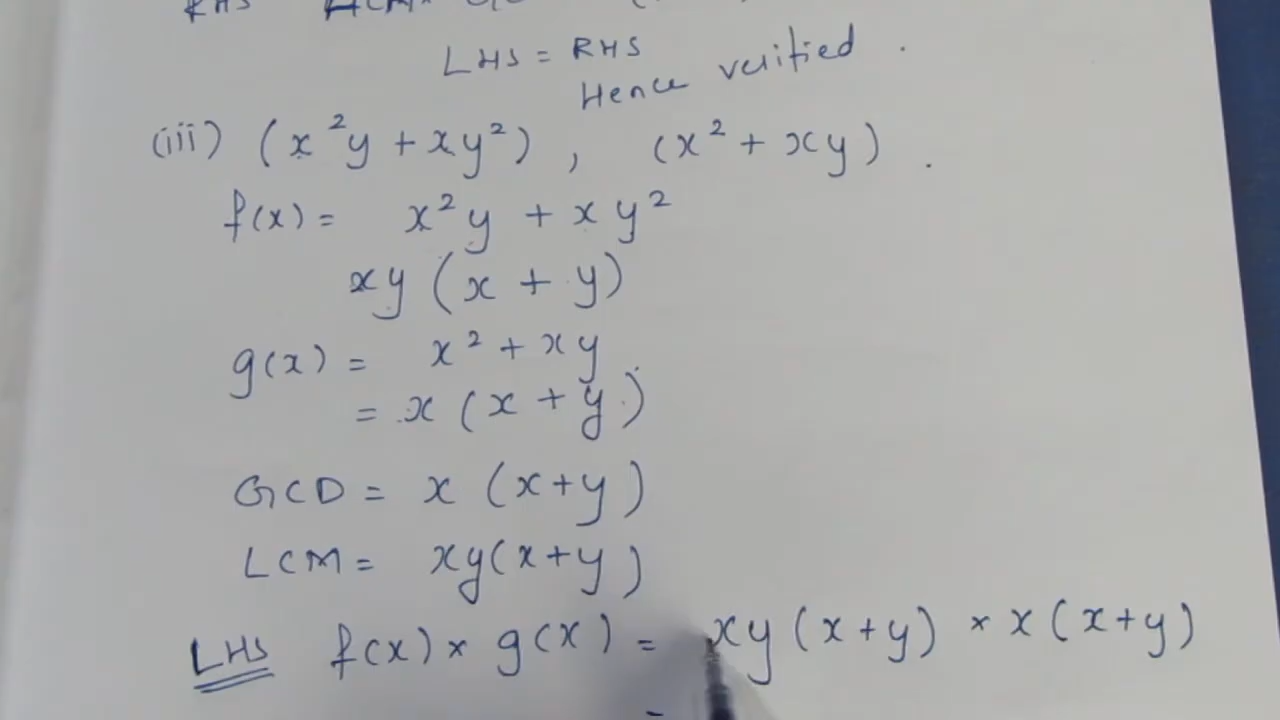 RHS
LHS = RHS
Hence verified.
(iii) (x²y + xy²), (x² + xy).
f(x) = x²y + xy²
xy (x + y)
g(x) = x² + xy
= x (x + y)
GCD = x (x+y)
LCM = xy(x+y)
LHS f(x) × g(x) = xy (x+y) × x (x+y)
=